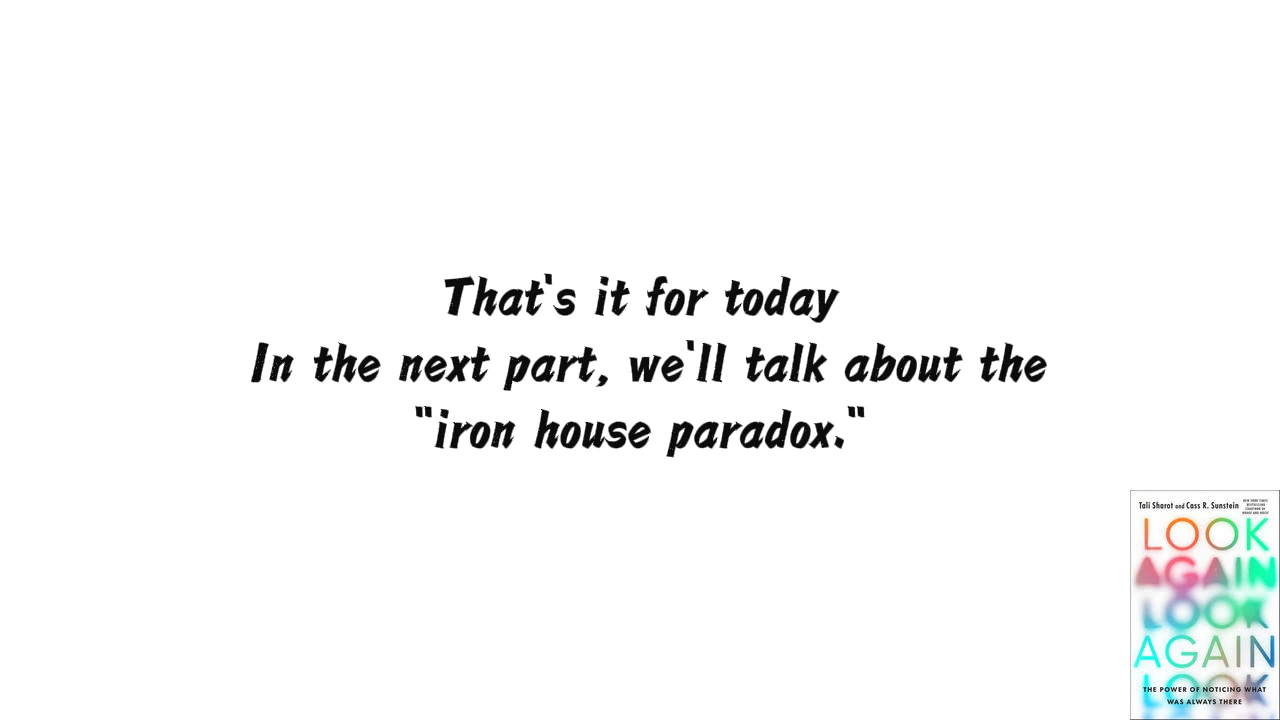 That's it for today
In the next part, we'll talk about the
"iron house paradox."
Tali Sharot and Cass R. Sunstein
LOOK
AGAIN
LOOK
AGAIN
LOOK
THE POWER OF NOTICING WHAT
WAS ALWAYS THERE